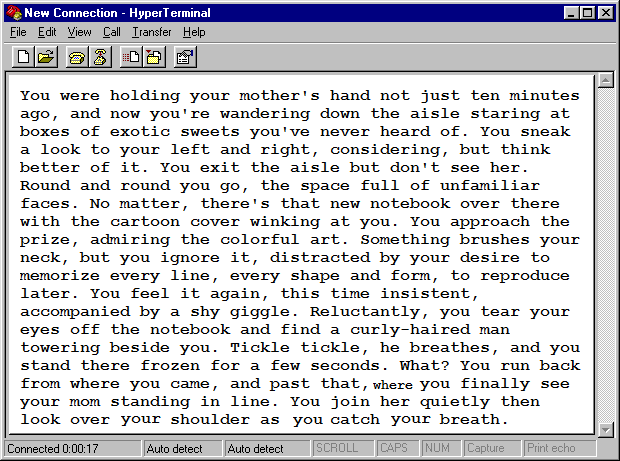 New Connection - HyperTerminal
File Edit View Call Transfer Help
You were holding your mother's hand not just ten minutes
ago, and now you're wandering down the aisle staring at
boxes of exotic sweets you've never heard of. You sneak
a look to your left and right, considering, but think
better of it. You exit the aisle but don't see her.
Round and round you go, the space full of unfamiliar
faces. No matter, there's that new notebook over there
with the cartoon cover winking at you. You approach the
prize, admiring the colorful art. Something brushes your
neck, but you ignore it, distracted by your desire to
memorize every line, every shape and form, to reproduce
later. You feel it again, this time insistent,
accompanied by a shy giggle. Reluctantly, you tear your
eyes off the notebook and find a curly-haired man
towering beside you. Tickle tickle, he breathes, and you
stand there frozen for a few seconds. What? You run back
from where you came, and past that, where you finally see
your mom standing in line. You join her quietly then
look over your shoulder as you catch your breath.
Connected 0:00:17 Auto detect Auto detect SCROLL CAPS NUM Capture Print echo